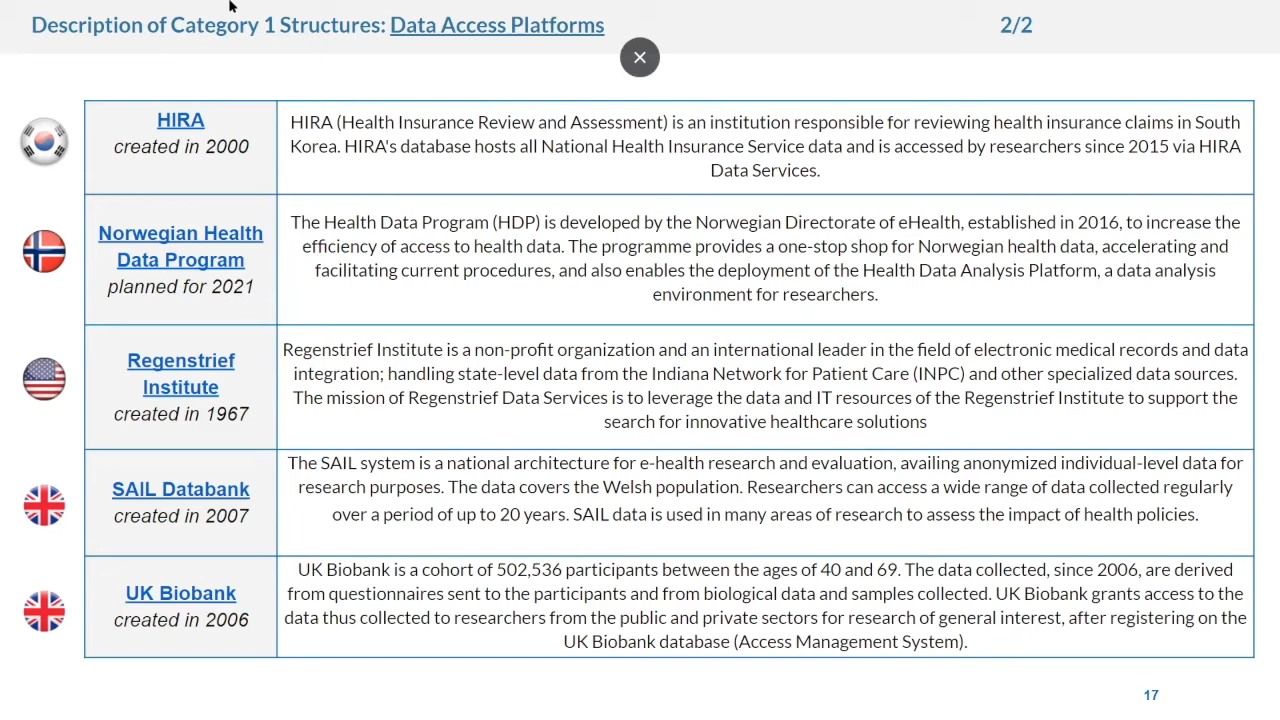 Description of Category 1 Structures: Data Access Platforms
2/2
HIRA
created in 2000
HIRA (Health Insurance Review and Assessment) is an institution responsible for reviewing health insurance claims in South
Korea. HIRA's database hosts all National Health Insurance Service data and is accessed by researchers since 2015 via HIRA
Data Services.
Norwegian Health
Data Program
planned for 2021
The Health Data Program (HDP) is developed by the Norwegian Directorate of eHealth, established in 2016, to increase the
efficiency of access to health data. The programme provides a one-stop shop for Norwegian health data, accelerating and
facilitating current procedures, and also enables the deployment of the Health Data Analysis Platform, a data analysis
environment for researchers.
Regenstrief
Institute
created in 1967
Regenstrief Institute is a non-profit organization and an international leader in the field of electronic medical records and data
integration; handling state-level data from the Indiana Network for Patient Care (INPC) and other specialized data sources.
The mission of Regenstrief Data Services is to leverage the data and IT resources of the Regenstrief Institute to support the
search for innovative healthcare solutions
SAIL Databank
created in 2007
The SAIL system is a national architecture for e-health research and evaluation, availing anonymized individual-level data for
research purposes. The data covers the Welsh population. Researchers can access a wide range of data collected regularly
over a period of up to 20 years. SAIL data is used in many areas of research to assess the impact of health policies.
UK Biobank
created in 2006
UK Biobank is a cohort of 502,536 participants between the ages of 40 and 69. The data collected, since 2006, are derived
from questionnaires sent to the participants and from biological data and samples collected. UK Biobank grants access to the
data thus collected to researchers from the public and private sectors for research of general interest, after registering on the
UK Biobank database (Access Management System).
17